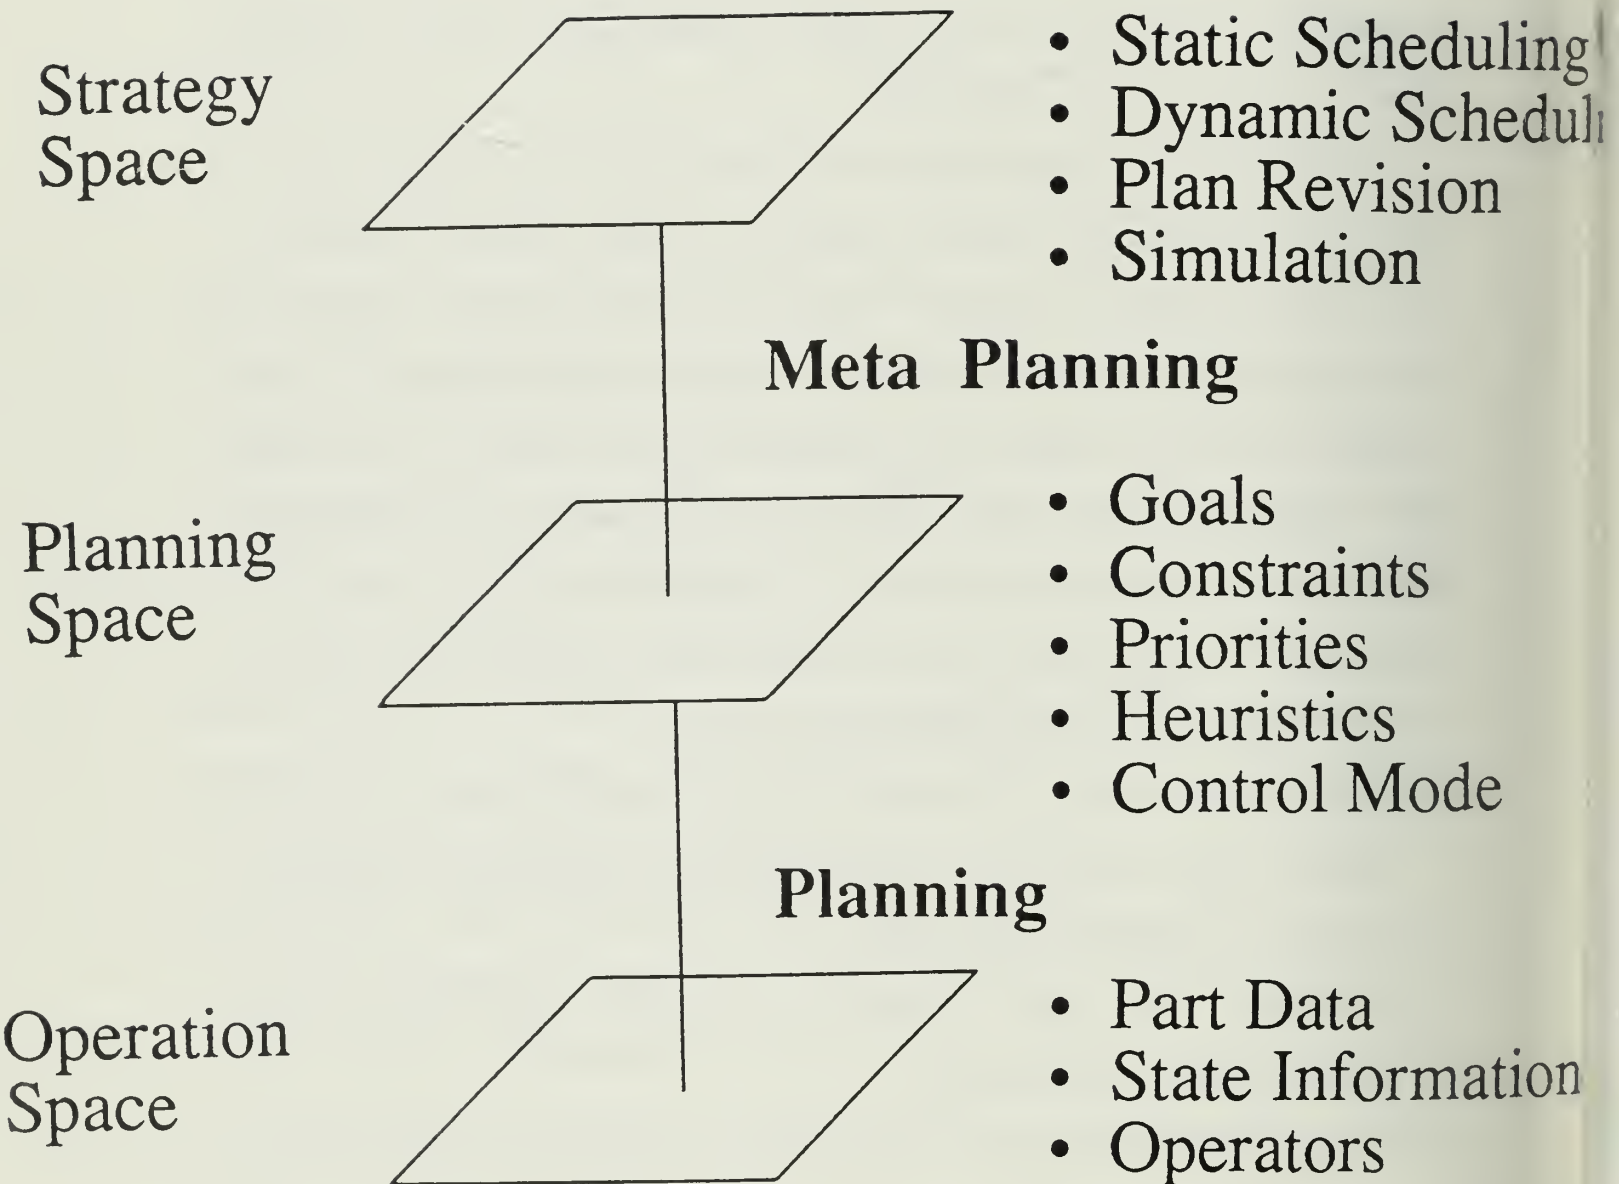 Strategy
Space
• Static Scheduling
• Dynamic
• Plan Revision
• Simulation
Meta Planning
Planning
Space
• Goals
• Constraints
• Priorities
• Heuristics
• Control Mode
Planning
Operation
Space
• Part Data
• State Information
• Operators